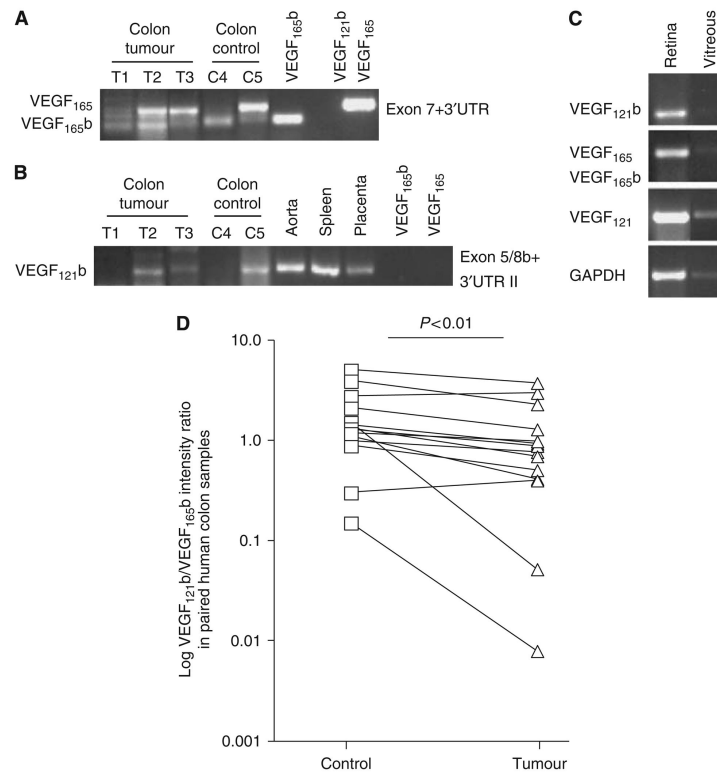 A
Colon tumour
Colon control
VEGF165b
VEGF121b
VEGF165
T1 T2 T3 C4 C5
VEGF165
VEGF165b
Exon 7+3′UTR
B
Colon tumour
Colon control
Aorta
Spleen
Placenta
VEGF165b
VEGF165
T1 T2 T3 C4 C5
VEGF121b
Exon 5/8b+
3′UTR II
C
Retina
Vitreous
VEGF121b
VEGF165
VEGF165b
VEGF121
GAPDH
D
P<0.01
Log VEGF121b/VEGF165b intensity ratio
in paired human colon samples
10.0
1.0
0.1
0.01
0.001
Control
Tumour